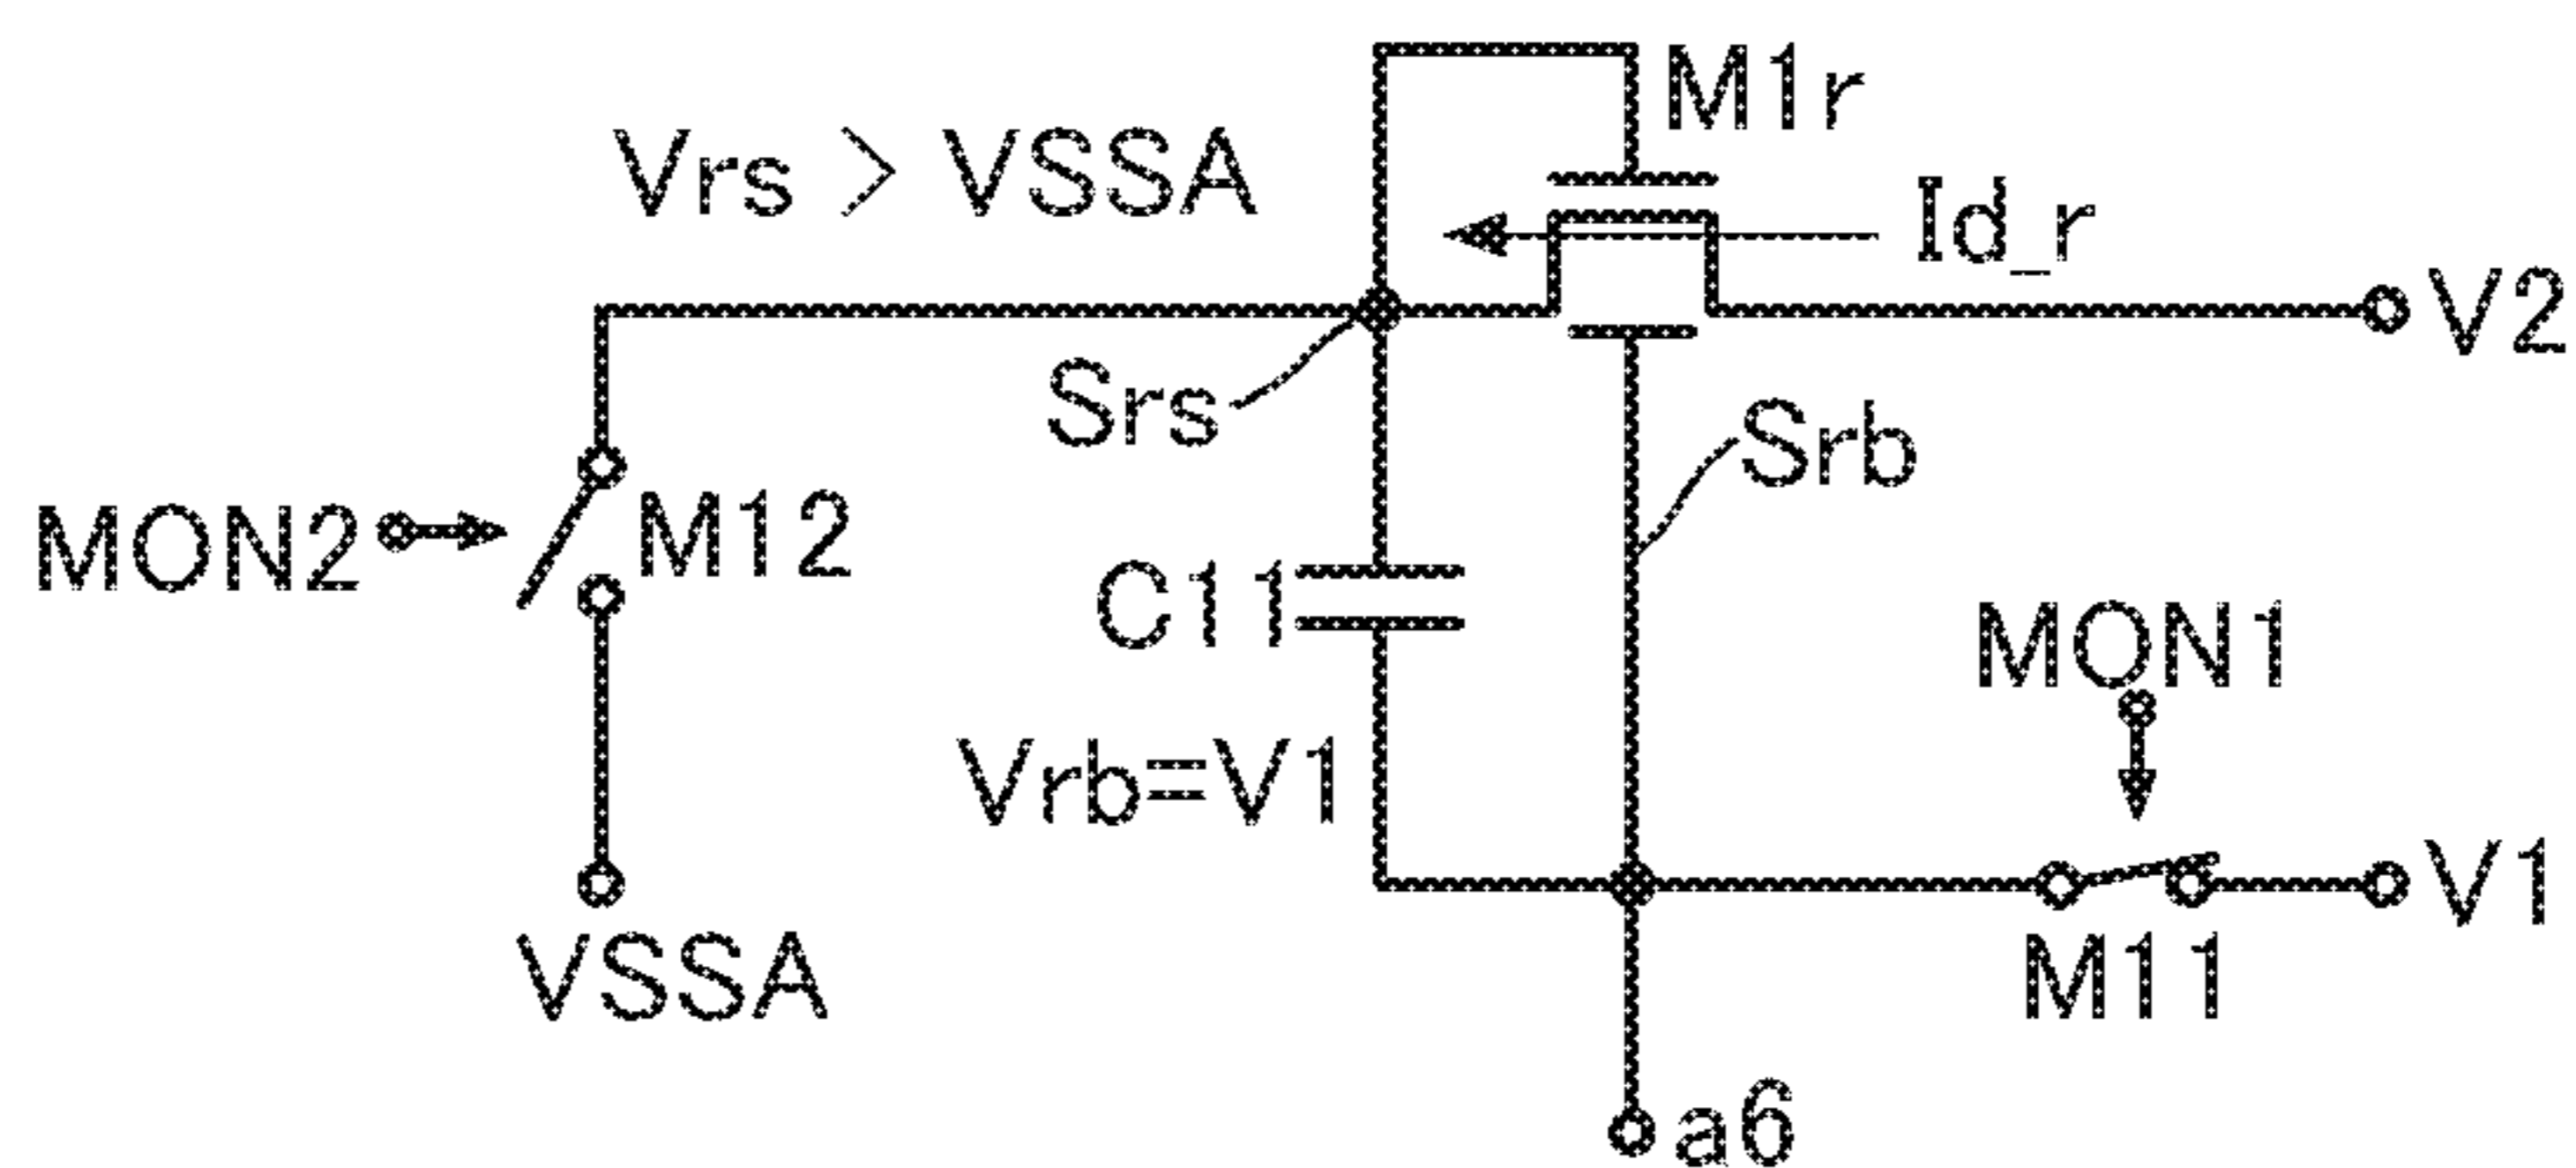 M1r
Vrs > VSSA
Id_r
V2
Srs
Srb
MON2
M12
C11
MON1
Vrb=V1
V1
VSSA
M11
a6